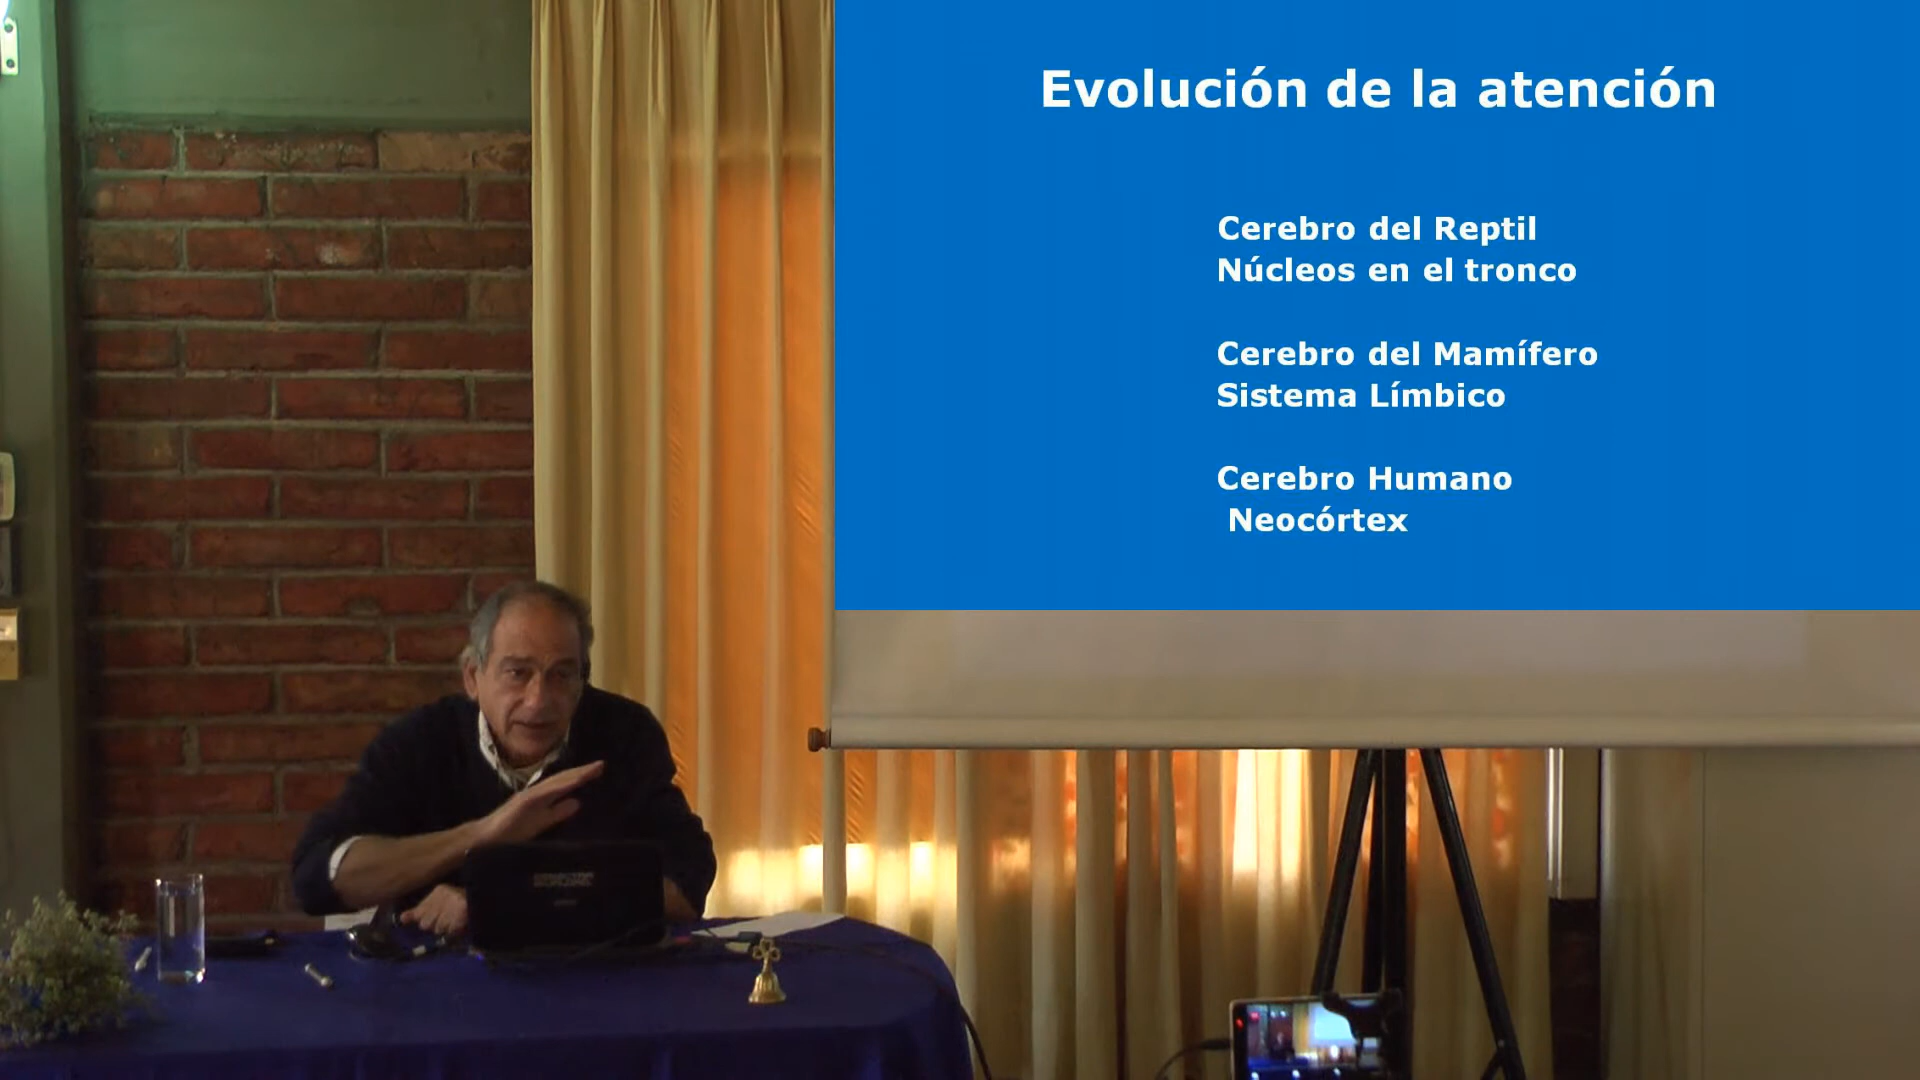 Evolución de la atención
Cerebro del Reptil
Núcleos en el tronco
Cerebro del Mamífero
Sistema Límbico
Cerebro Humano
Neocórtex